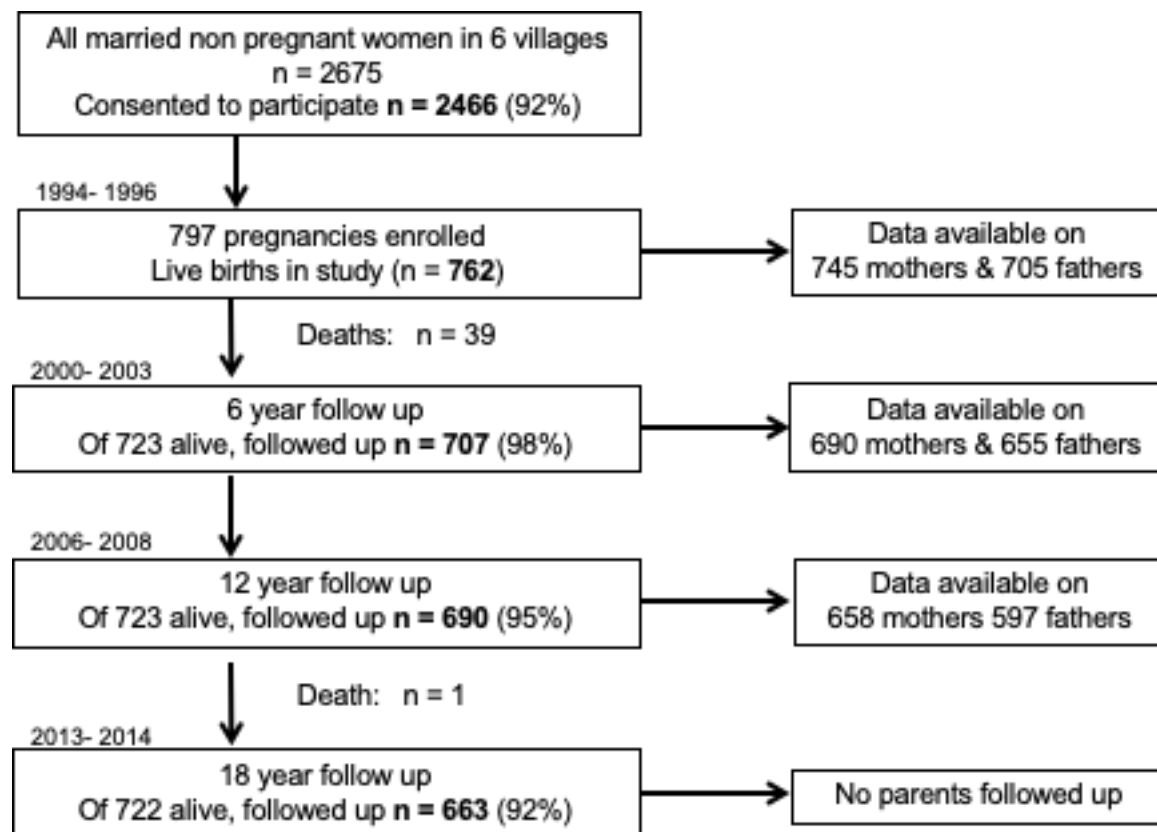 All married non pregnant women in 6 villages
n = 2675
Consented to participate n = 2466 (92%)
1994- 1996
797 pregnancies enrolled
Live births in study (n = 762)
Data available on
745 mothers & 705 fathers
Deaths: n = 39
2000- 2003
6 year follow up
Of 723 alive, followed up n = 707 (98%)
Data available on
690 mothers & 655 fathers
2006- 2008
12 year follow up
Of 723 alive, followed up n = 690 (95%)
Data available on
658 mothers 597 fathers
Death: n = 1
2013- 2014
18 year follow up
Of 722 alive, followed up n = 663 (92%)
No parents followed up